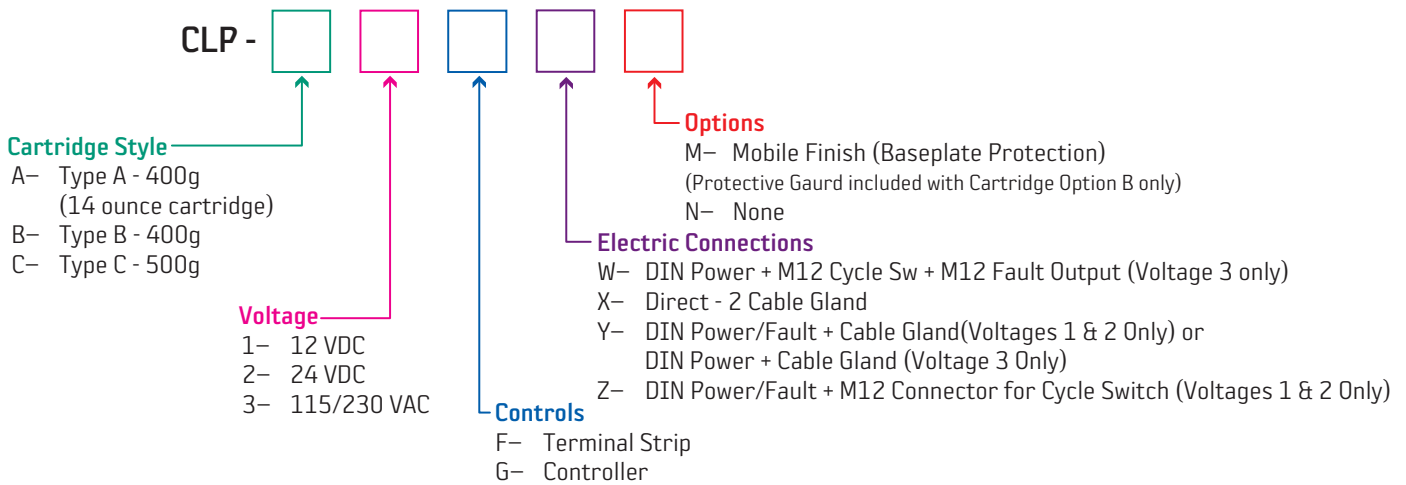 CLP -
Cartridge Style
A– Type A - 400g
(14 ounce cartridge)
B– Type B - 400g
C– Type C - 500g
Voltage
1– 12 VDC
2– 24 VDC
3– 115/230 VAC
Controls
F– Terminal Strip
G– Controller
Electric Connections
W– DIN Power + M12 Cycle Sw + M12 Fault Output (Voltage 3 only)
X– Direct - 2 Cable Gland
Y– DIN Power/Fault + Cable Gland(Voltages 1 & 2 Only) or
DIN Power + Cable Gland (Voltage 3 Only)
Z– DIN Power/Fault + M12 Connector for Cycle Switch (Voltages 1 & 2 Only)
Options
M– Mobile Finish (Baseplate Protection)
(Protective Gaurd included with Cartridge Option B only)
N– None